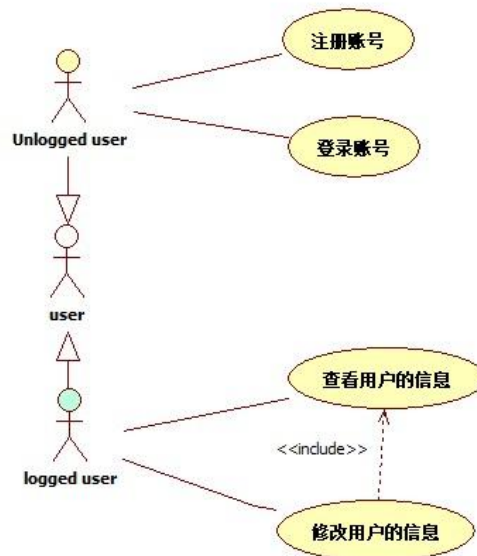 注册账号
Unlogged user
登录账号
user
查看用户的信息
<<include>>
logged user
修改用户的信息